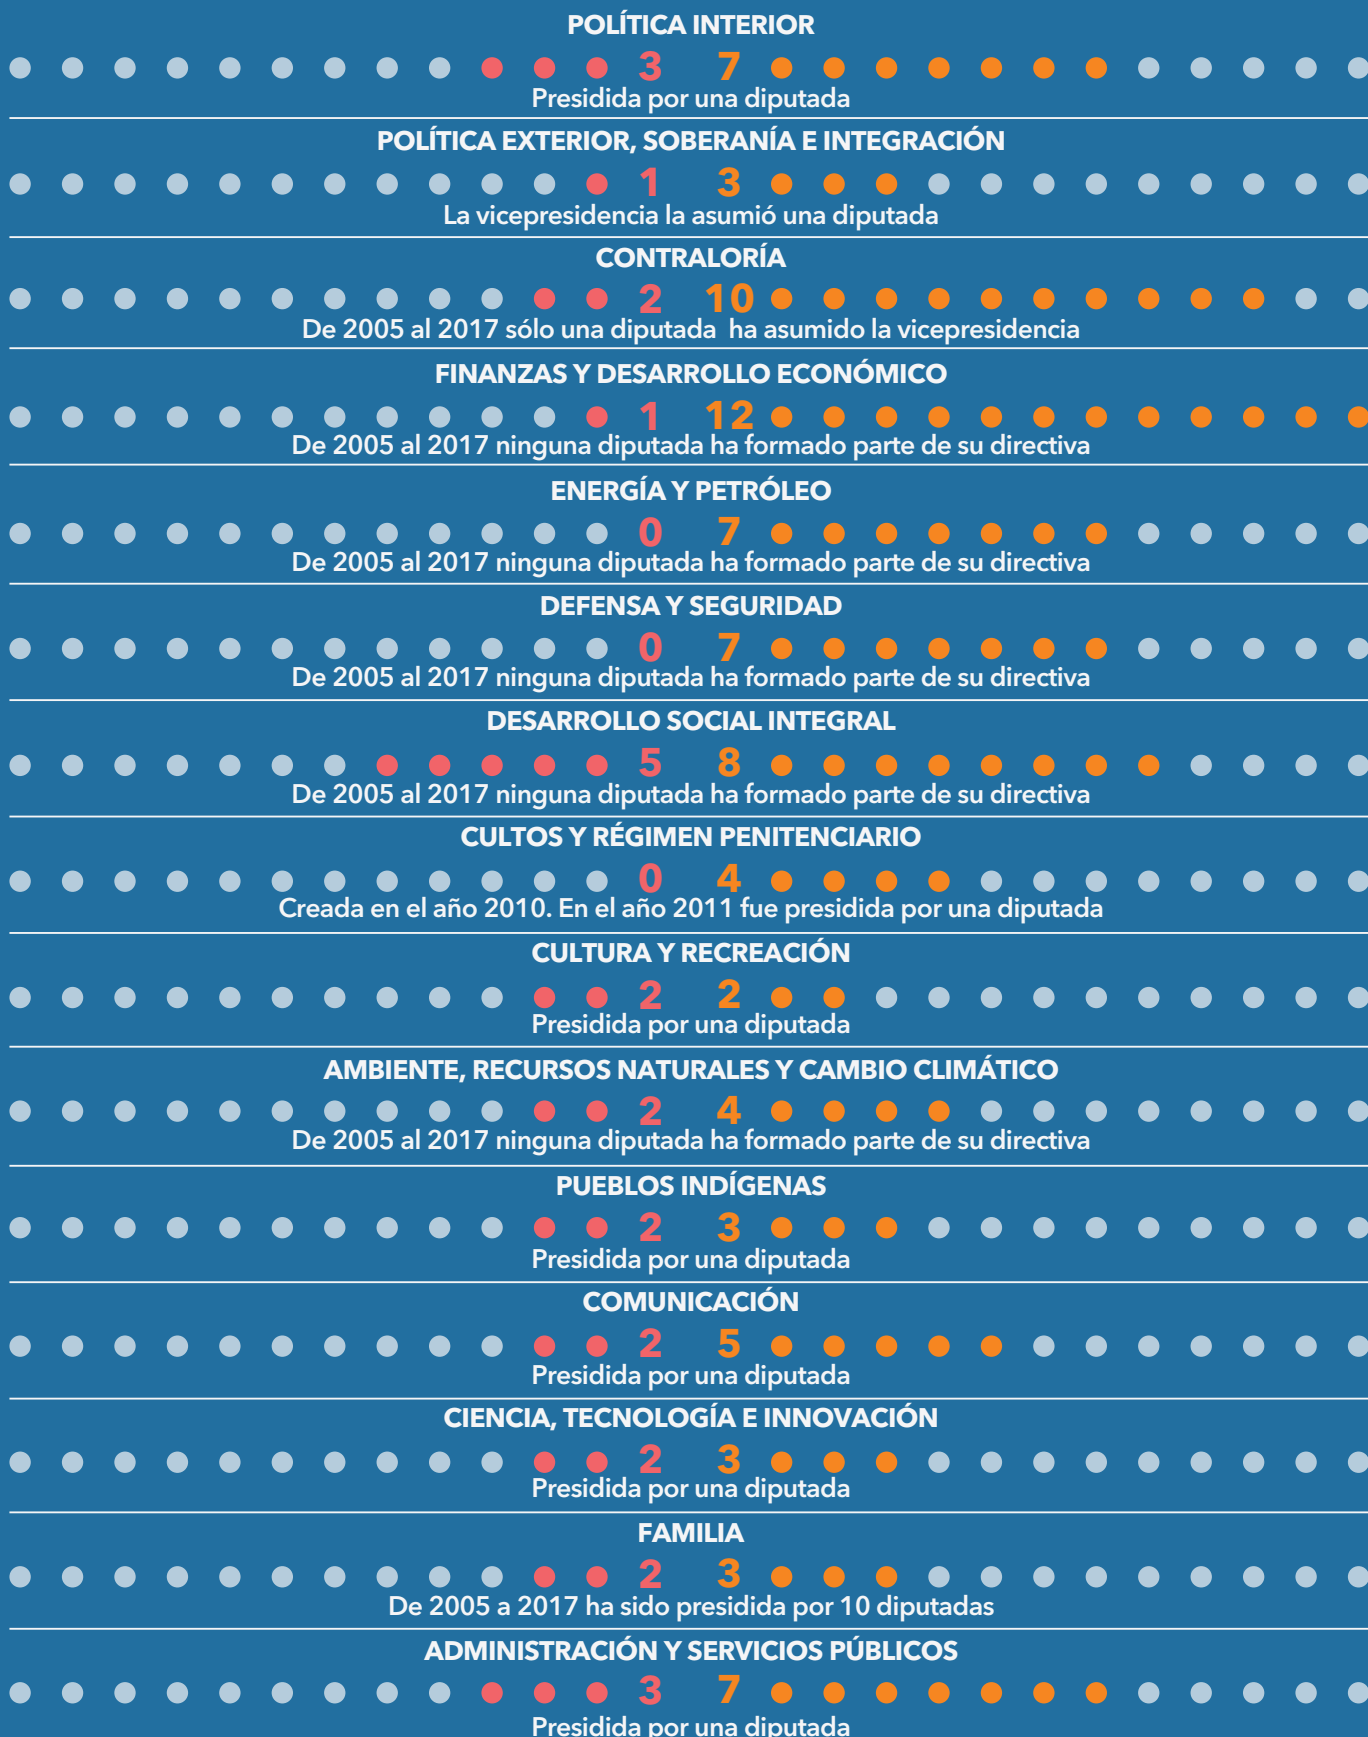 POLÍTICA INTERIOR
3 7
Presidida por una diputada
POLÍTICA EXTERIOR, SOBERANÍA E INTEGRACIÓN
1 3
La vicepresidencia la asumió una diputada
CONTRALORÍA
2 10
De 2005 al 2017 sólo una diputada ha asumido la vicepresidencia
FINANZAS Y DESARROLLO ECONÓMICO
1 12
De 2005 al 2017 ninguna diputada ha formado parte de su directiva
ENERGÍA Y PETRÓLEO
0 7
De 2005 al 2017 ninguna diputada ha formado parte de su directiva
DEFENSA Y SEGURIDAD
0 7
De 2005 al 2017 ninguna diputada ha formado parte de su directiva
DESARROLLO SOCIAL INTEGRAL
5 8
De 2005 al 2017 ninguna diputada ha formado parte de su directiva
CULTOS Y RÉGIMEN PENITENCIARIO
0 4
Creada en el año 2010. En el año 2011 fue presidida por una diputada
CULTURA Y RECREACIÓN
2 2
Presidida por una diputada
AMBIENTE, RECURSOS NATURALES Y CAMBIO CLIMÁTICO
2 4
De 2005 al 2017 ninguna diputada ha formado parte de su directiva
PUEBLOS INDÍGENAS
2 3
Presidida por una diputada
COMUNICACIÓN
2 5
Presidida por una diputada
CIENCIA, TECNOLOGÍA E INNOVACIÓN
2 3
Presidida por una diputada
FAMILIA
2 3
De 2005 a 2017 ha sido presidida por 10 diputadas
ADMINISTRACIÓN Y SERVICIOS PÚBLICOS
3 7
Presidida por una diputada